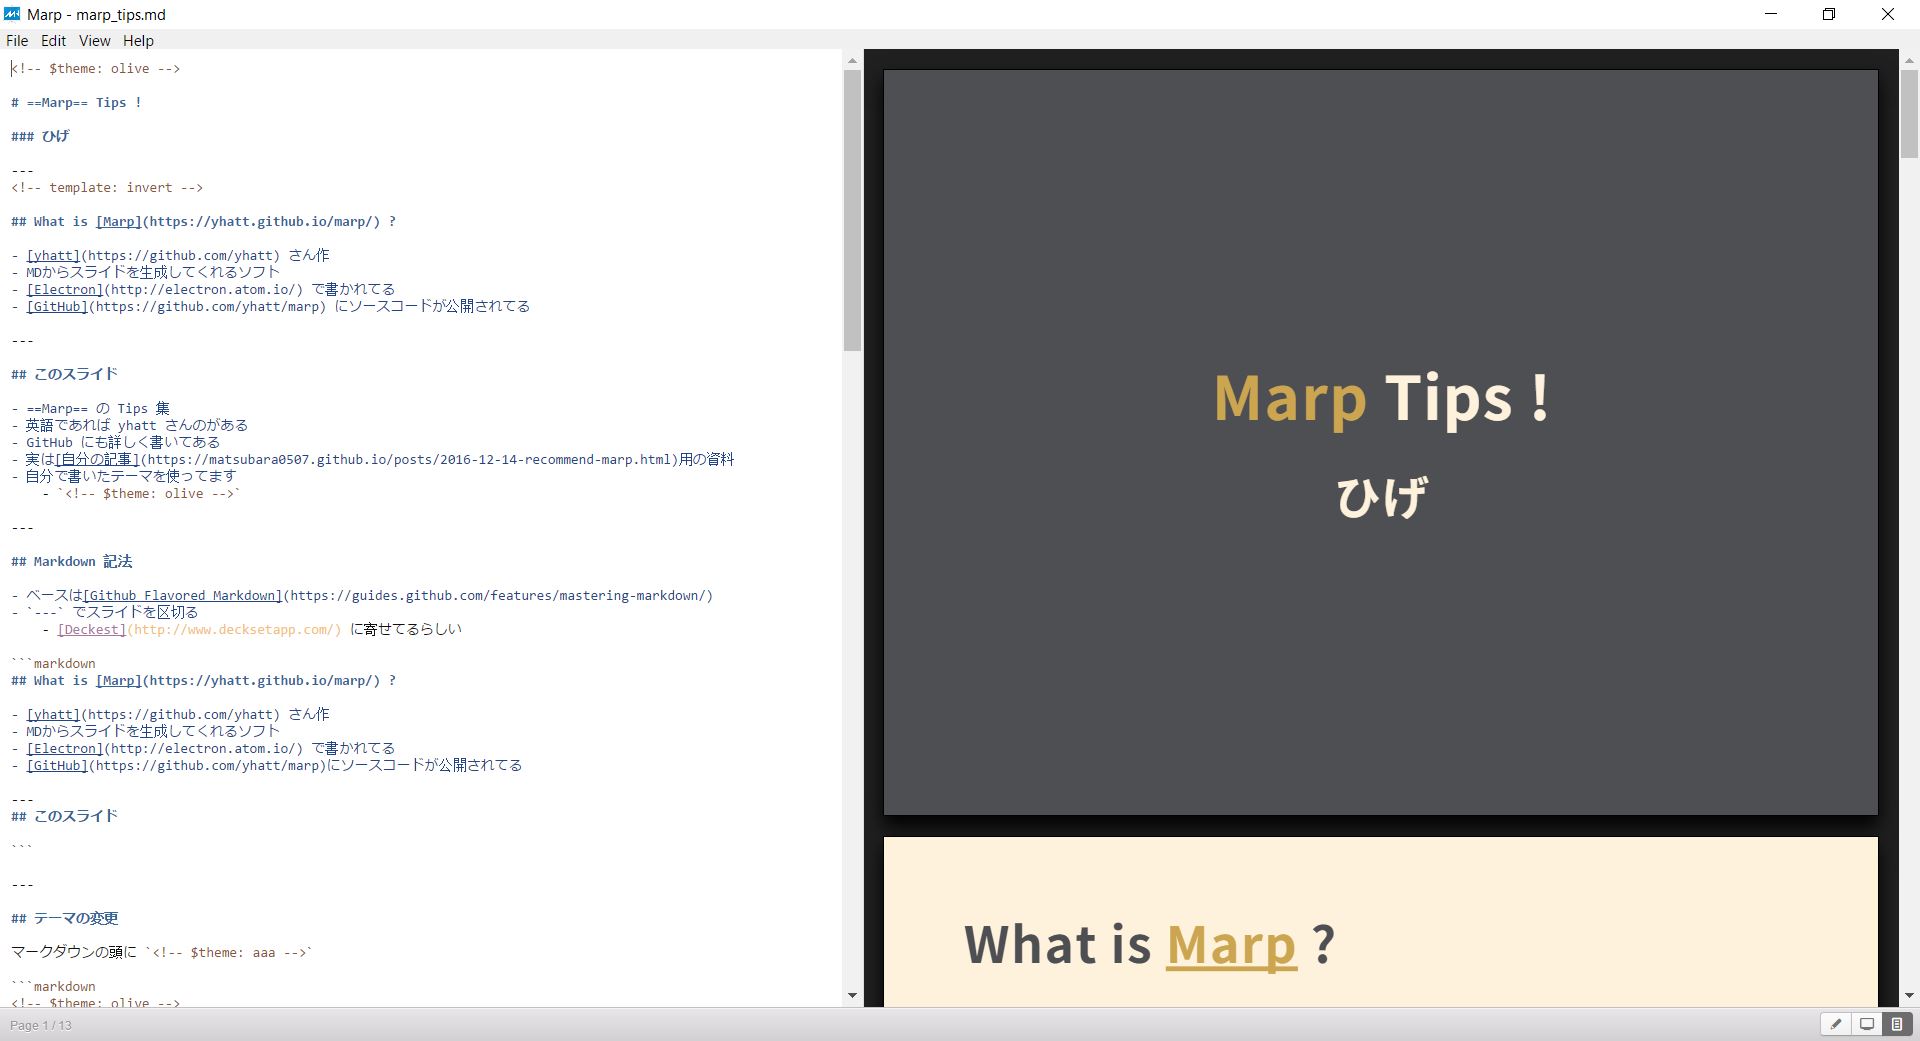 Marp - marp_tips.md
File Edit View Help
<!-- $theme: olive -->
# ==Marp== Tips !
### ひげ
---
<!-- template: invert -->
## What is [Marp](https://yhatt.github.io/marp/) ?
- [yhatt](https://github.com/yhatt) さん作
- MDからスライドを生成してくれるソフト
- [Electron](http://electron.atom.io/) で書かれてる
- [GitHub](https://github.com/yhatt/marp) にソースコードが公開されてる
---
## このスライド
- ==Marp== の Tips 集
- 英語であれば yhatt さんのがある
- GitHub にも詳しく書いてある
- 実は[自分の記事](https://matsubara0507.github.io/posts/2016-12-14-recommend-marp.html)用の資料
- 自分で書いたテーマを使ってます
    - `<!-- $theme: olive -->`
---
## Markdown 記法
- ベースは[Github Flavored Markdown](https://guides.github.com/features/mastering-markdown/)
- `---` でスライドを区切る
    - [Deckest](http://www.decksetapp.com/) に寄せてるらしい
```markdown
## What is [Marp](https://yhatt.github.io/marp/) ?
- [yhatt](https://github.com/yhatt) さん作
- MDからスライドを生成してくれるソフト
- [Electron](http://electron.atom.io/) で書かれてる
- [GitHub](https://github.com/yhatt/marp)にソースコードが公開されてる
---
## このスライド
```
---
## テーマの変更
マークダウンの頭に `<!-- $theme: aaa -->`
```markdown
<!-- $theme: olive -->
Marp Tips !
ひげ
What is Marp ?
Page 1 / 13